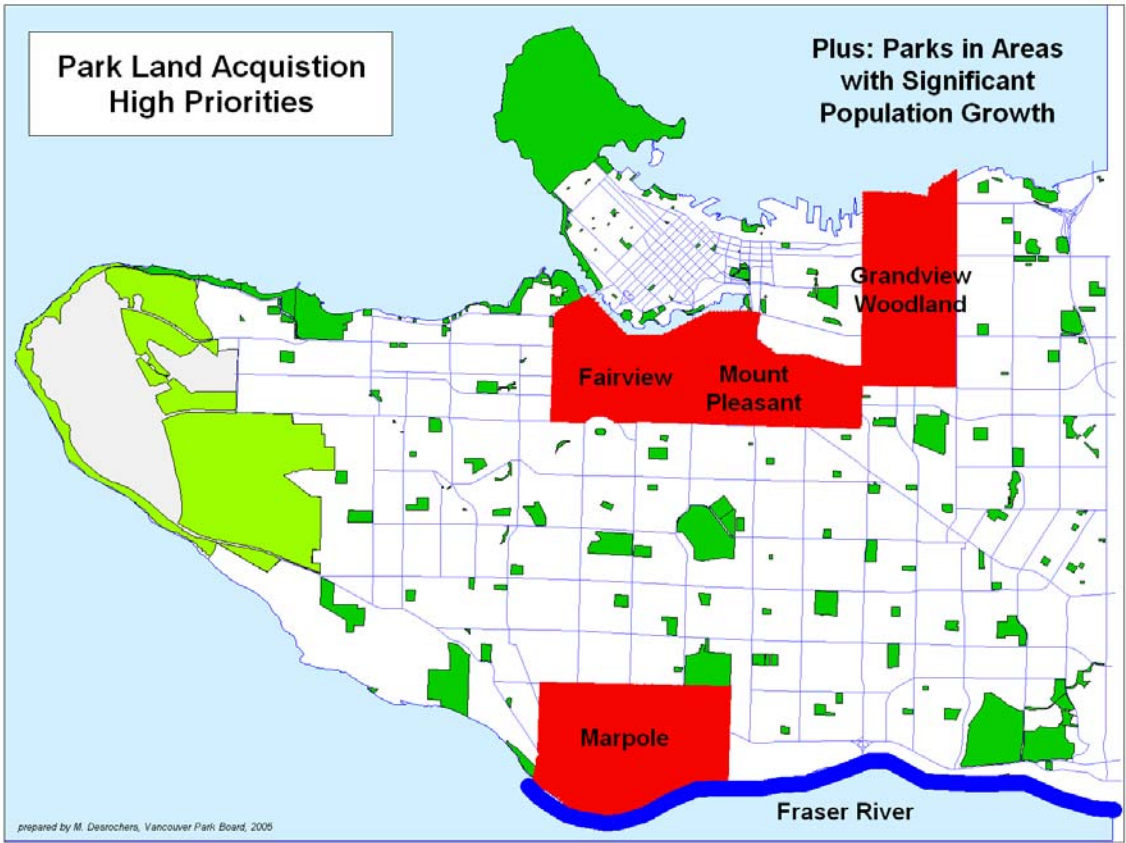 Park Land Acquistion
High Priorities
Plus: Parks in Areas
with Significant
Population Growth
Grandview
Woodland
Fairview
Mount
Pleasant
Marpole
Fraser River
prepared by M. Desrochers, Vancouver Park Board, 2005